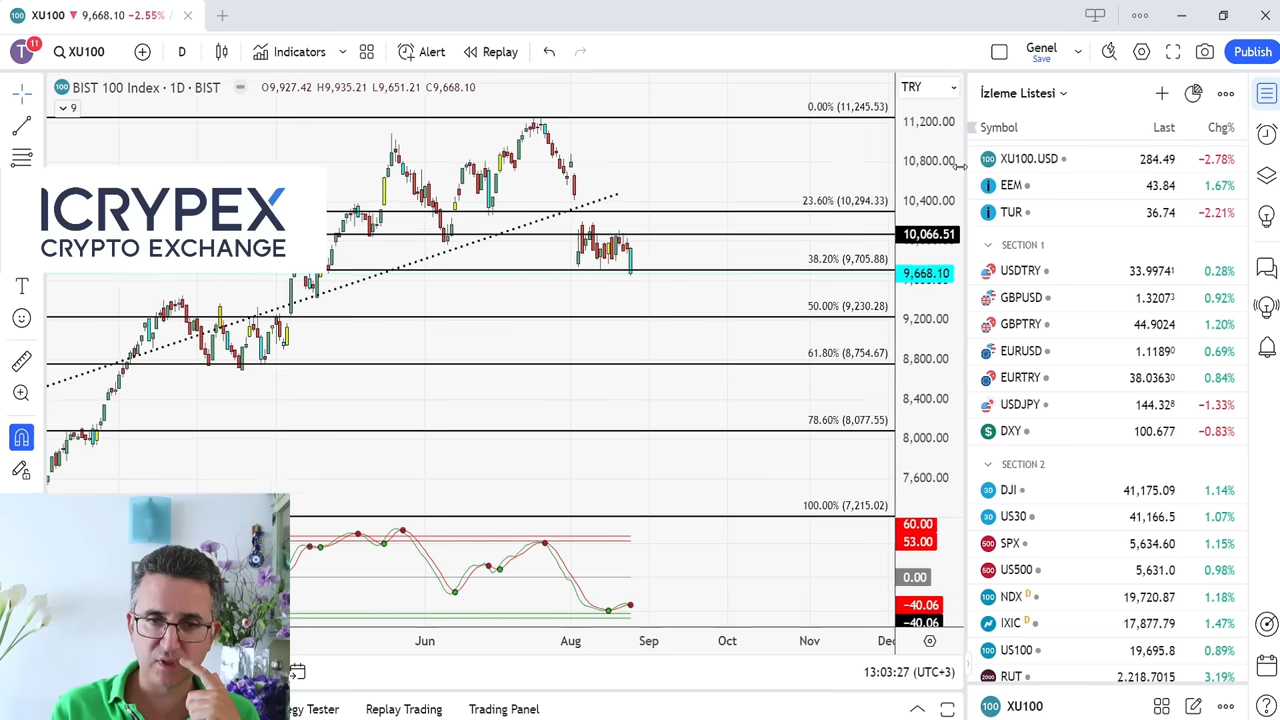 XU100 ▼ 9,668.10 −2.55% /
11
T
XU100
D
Indicators
Alert
Replay
Genel
Save
Publish
100 BIST 100 Index · 1D · BIST
O9,927.42 H9,935.21 L9,651.21 C9,668.10
9
TRY
ICRYPEX
CRYPTO EXCHANGE
0.00% (11,245.53)
23.60% (10,294.33)
38.20% (9,705.88)
50.00% (9,230.28)
61.80% (8,754.67)
78.60% (8,077.55)
100.00% (7,215.02)
11,200.00
10,800.00
10,400.00
10,066.51
9,668.10
9,200.00
8,800.00
8,400.00
8,000.00
7,600.00
60.00
53.00
0.00
−40.06
−40.06
Jun
Aug
Sep
Oct
Nov
De
13:03:27 (UTC+3)
gy Tester
Replay Trading
Trading Panel
İzleme Listesi
Symbol Last Chg%
XU100.USD 284.49 −2.78%
EEM 43.84 1.67%
TUR 36.74 −2.21%
SECTION 1
USDTRY 33.99741 0.28%
GBPUSD 1.32073 0.92%
GBPTRY 44.9024 1.20%
EURUSD 1.11890 0.69%
EURTRY 38.03630 0.84%
USDJPY 144.328 −1.33%
DXY 100.677 −0.83%
SECTION 2
DJI 41,175.09 1.14%
US30 41,166.5 1.07%
SPX 5,634.60 1.15%
US500 5,631.0 0.98%
NDX D 19,720.87 1.18%
IXIC D 17,877.79 1.47%
US100 19,695.8 0.89%
RUT 2,218.7015 3.19%
100 XU100